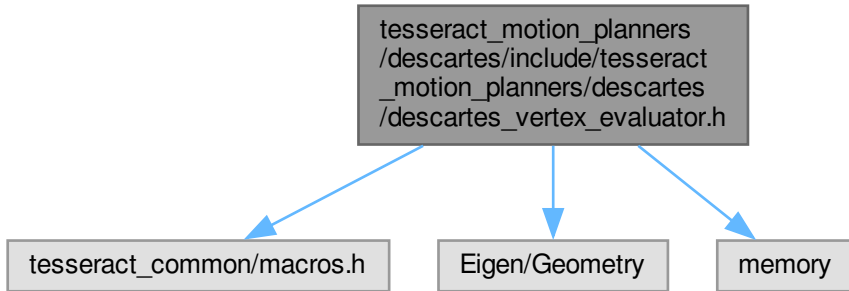 tesseract_motion_planners
/descartes/include/tesseract
_motion_planners/descartes
/descartes_vertex_evaluator.h
tesseract_common/macros.h
Eigen/Geometry
memory